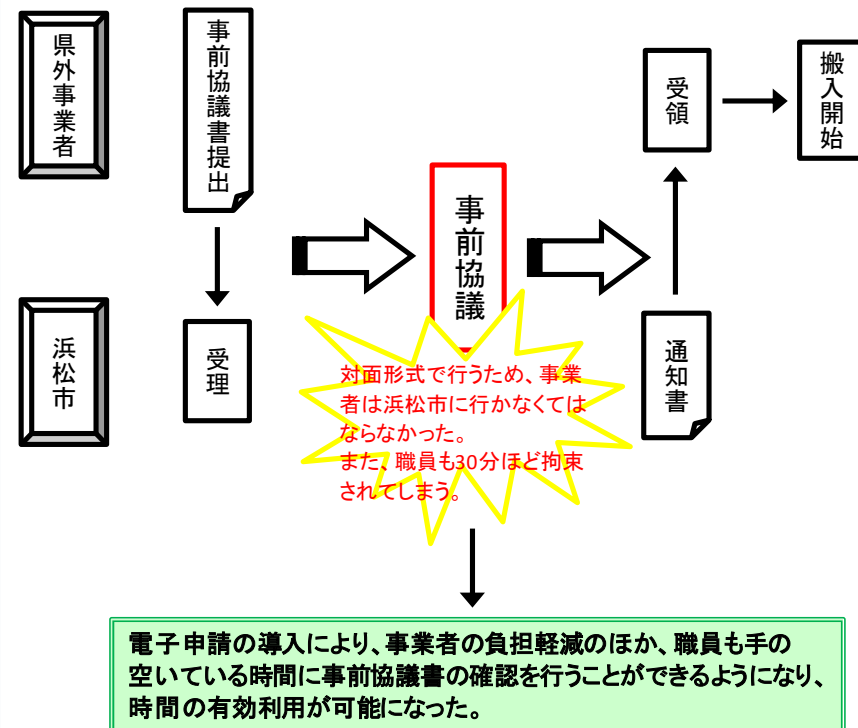 県外事業者
事前協議書提出
受領
搬入開始
事前協議
浜松市
受理
通知書
対面形式で行うため、事業
者は浜松市に行かなくては
ならなかった。
また、職員も30分ほど拘束
されてしまう。
電子申請の導入により、事業者の負担軽減のほか、職員も手の
空いている時間に事前協議書の確認を行うことができるようになり、
時間の有効利用が可能になった。